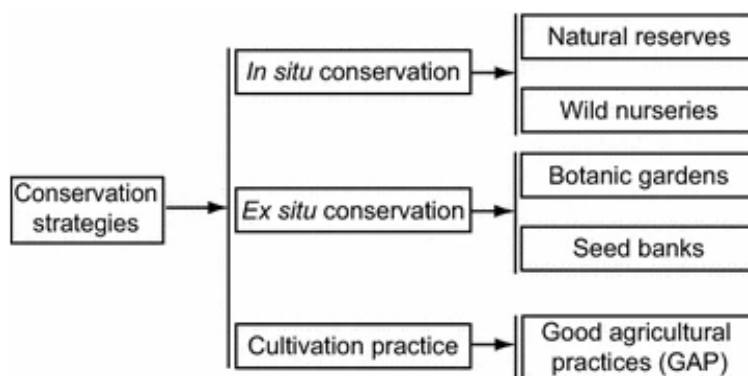 Conservation
strategies
In situ conservation
Natural reserves
Wild nurseries
Ex situ conservation
Botanic gardens
Seed banks
Cultivation practice
Good agricultural
practices (GAP)